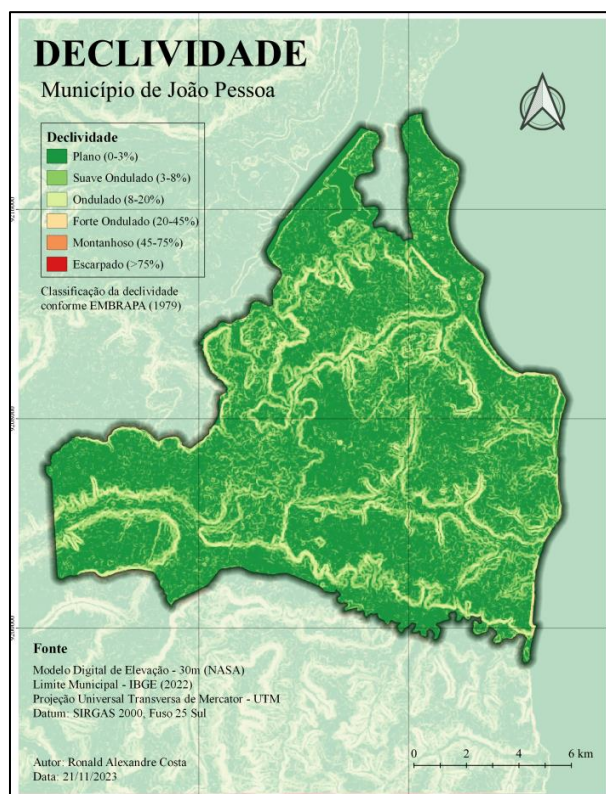 DECLIVIDADE
Município de João Pessoa
Declividade
Plano (0-3%)
Suave Ondulado (3-8%)
Ondulado (8-20%)
Forte Ondulado (20-45%)
Montanhoso (45-75%)
Escarpado (>75%)
Classificação da declividade
conforme EMBRAPA (1979)
Fonte
Modelo Digital de Elevação - 30m (NASA)
Limite Municipal - IBGE (2022)
Projeção Universal Transversa de Mercator - UTM
Datum: SIRGAS 2000, Fuso 25 Sul
Autor: Ronald Alexandre Costa
Data: 21/11/2023
0 2 4 6 km